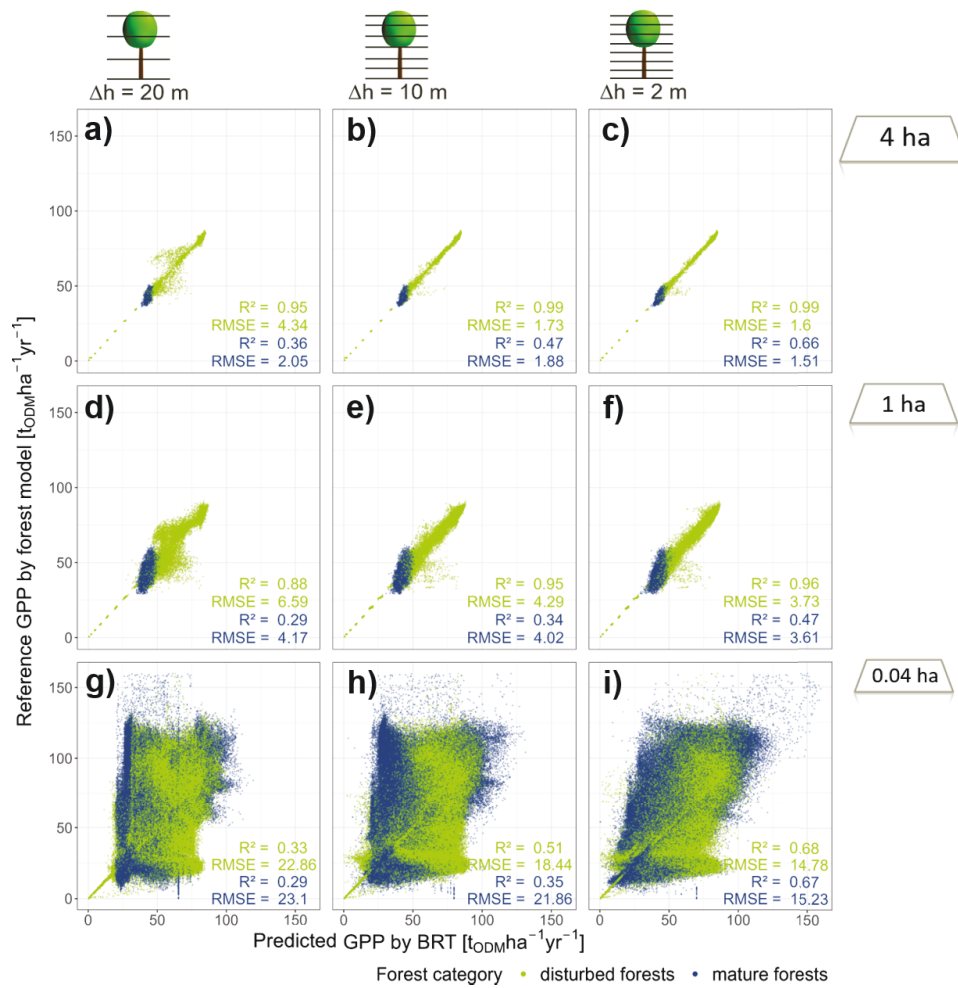 Δh = 20 m
Δh = 10 m
Δh = 2 m
a)
b)
c)
4 ha
150
100
50
0
R² = 0.95
RMSE = 4.34
R² = 0.36
RMSE = 2.05
R² = 0.99
RMSE = 1.73
R² = 0.47
RMSE = 1.88
R² = 0.99
RMSE = 1.6
R² = 0.66
RMSE = 1.51
d)
e)
f)
1 ha
150
100
50
0
R² = 0.88
RMSE = 6.59
R² = 0.29
RMSE = 4.17
R² = 0.95
RMSE = 4.29
R² = 0.34
RMSE = 4.02
R² = 0.96
RMSE = 3.73
R² = 0.47
RMSE = 3.61
g)
h)
i)
0.04 ha
150
100
50
0
R² = 0.33
RMSE = 22.86
R² = 0.29
RMSE = 23.1
R² = 0.51
RMSE = 18.44
R² = 0.35
RMSE = 21.86
R² = 0.68
RMSE = 14.78
R² = 0.67
RMSE = 15.23
0 50 100 150
0 50 100 150
0 50 100 150
Reference GPP by forest model [tODMha⁻¹yr⁻¹]
Predicted GPP by BRT [tODMha⁻¹yr⁻¹]
Forest category • disturbed forests • mature forests